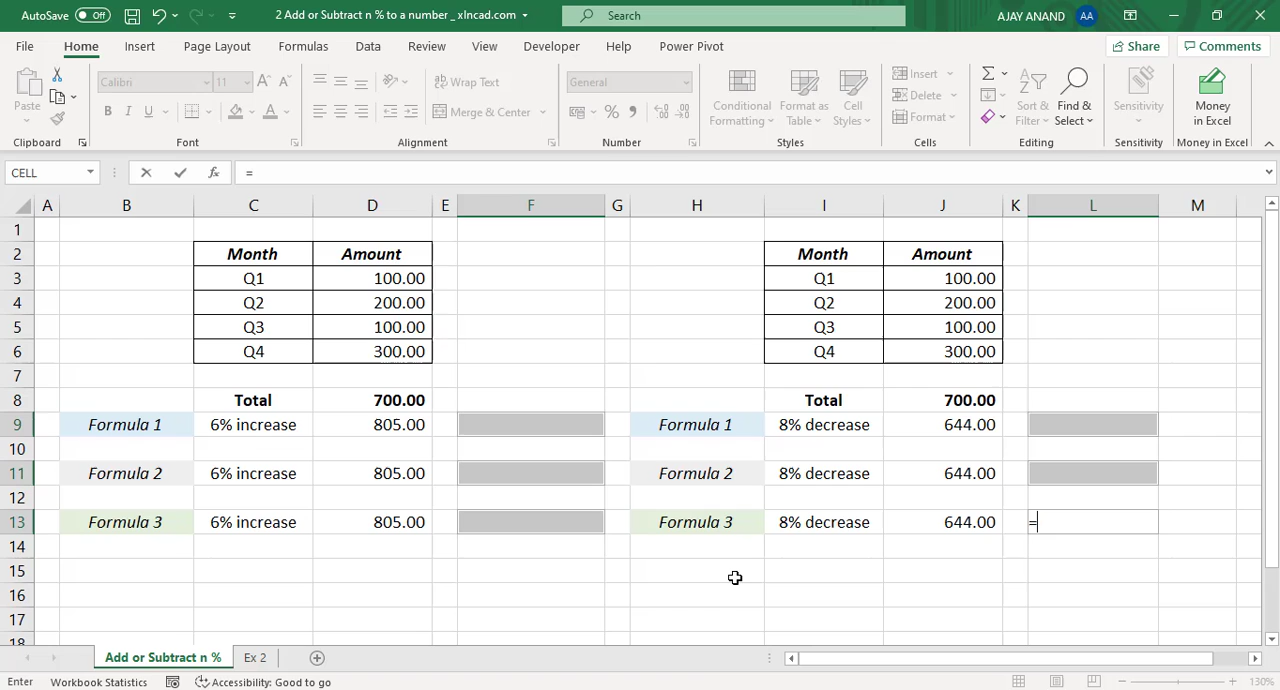 AutoSave Off 2 Add or Subtract n % to a number _ xlncad.com Search AJAY ANAND AA
File Home Insert Page Layout Formulas Data Review View Developer Help Power Pivot Share Comments
Paste Calibri 11 Wrap Text General Conditional Formatting Format as Table Cell Styles Insert Sort & Filter Find & Select Sensitivity Money in Excel
B I U Merge & Center Delete
Format
Clipboard Font Alignment Number Styles Cells Editing Sensitivity Money in Excel
CELL fx =
A B C D E F G H I J K L M
1
2 Month Amount Month Amount
3 Q1 100.00 Q1 100.00
4 Q2 200.00 Q2 200.00
5 Q3 100.00 Q3 100.00
6 Q4 300.00 Q4 300.00
7
8 Total 700.00 Total 700.00
9 Formula 1 6% increase 805.00 Formula 1 8% decrease 644.00
10
11 Formula 2 6% increase 805.00 Formula 2 8% decrease 644.00
12
13 Formula 3 6% increase 805.00 Formula 3 8% decrease 644.00 =
14
15
16
17
18
Add or Subtract n % Ex 2
Enter Workbook Statistics Accessibility: Good to go 130%